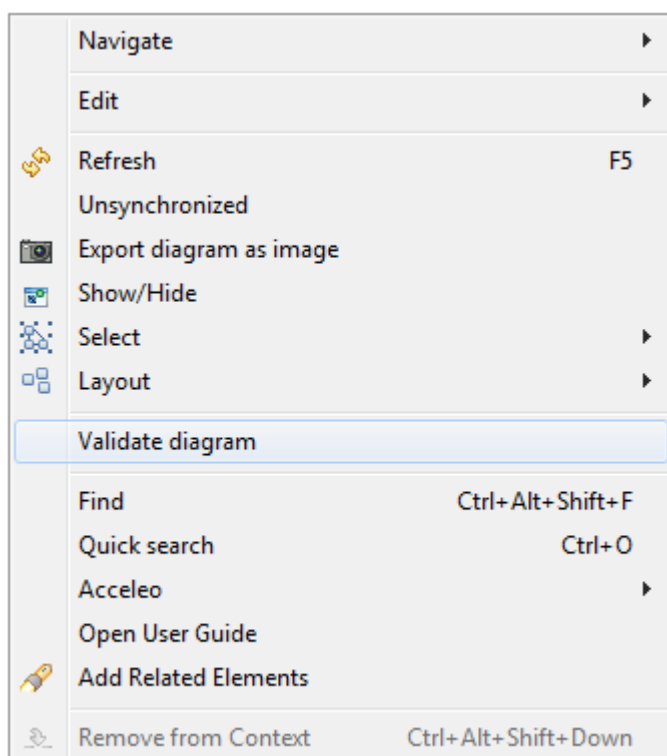 Navigate
Edit
Refresh F5
Unsynchronized
Export diagram as image
Show/Hide
Select
Layout
Validate diagram
Find Ctrl+Alt+Shift+F
Quick search Ctrl+O
Acceleo
Open User Guide
Add Related Elements
Remove from Context Ctrl+Alt+Shift+Down